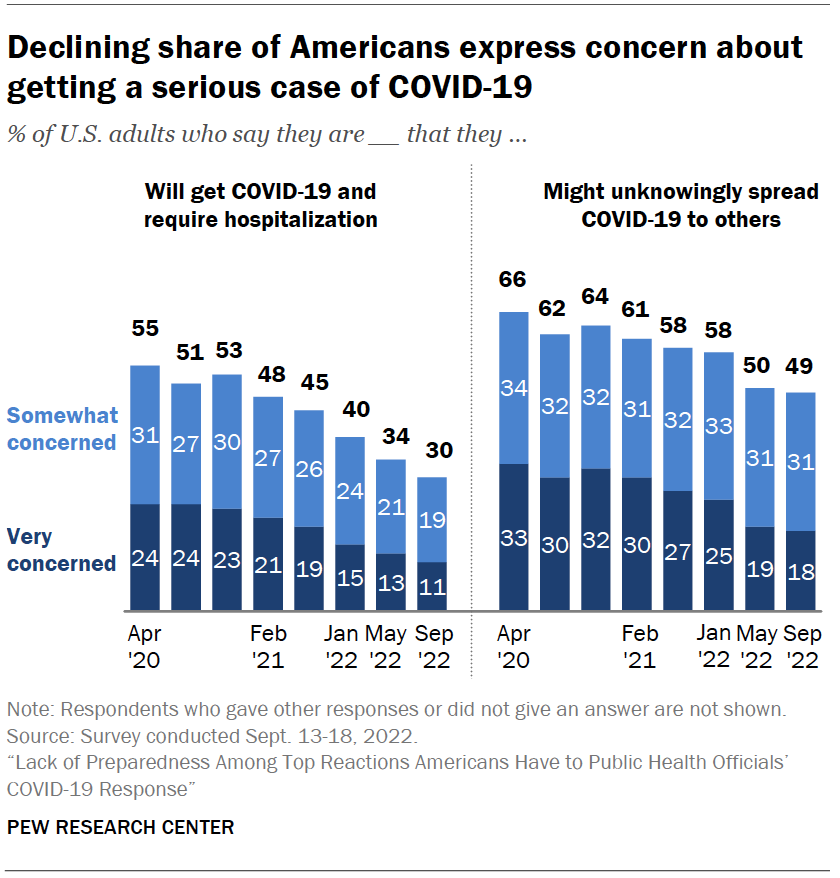 Declining share of Americans express concern about
getting a serious case of COVID-19
% of U.S. adults who say they are ___ that they ...
Will get COVID-19 and
require hospitalization
55
51
53
48
45
40
34
30
Somewhat
concerned
31
27
30
27
26
24
21
19
Very
concerned
24
24
23
21
19
15
13
11
Apr
'20
Feb
'21
Jan
'22
May
'22
Sep
'22
Might unknowingly spread
COVID-19 to others
66
62
64
61
58
58
50
49
34
32
32
31
32
33
31
31
33
30
32
30
27
25
19
18
Apr
'20
Feb
'21
Jan
'22
May
'22
Sep
'22
Note: Respondents who gave other responses or did not give an answer are not shown.
Source: Survey conducted Sept. 13-18, 2022.
“Lack of Preparedness Among Top Reactions Americans Have to Public Health Officials’
COVID-19 Response”
PEW RESEARCH CENTER